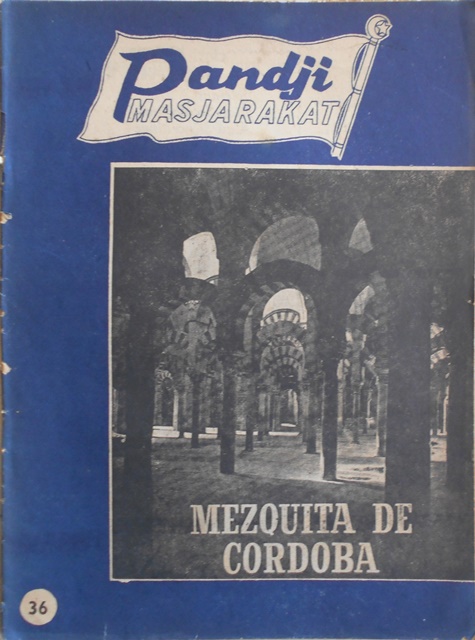 Pandji
MASJARAKAT
MEZQUITA DE
CORDOBA
36